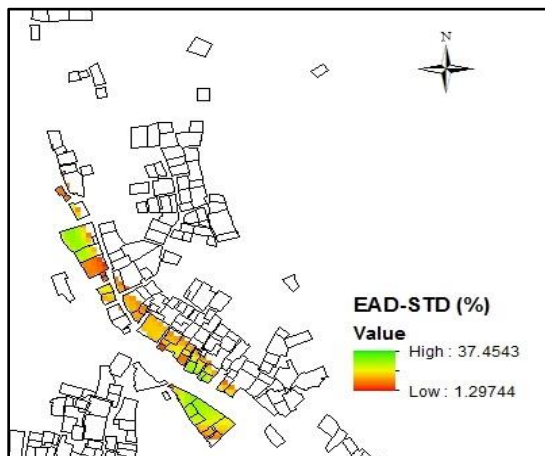 N
EAD-STD (%)
Value
High : 37.4543
Low : 1.29744